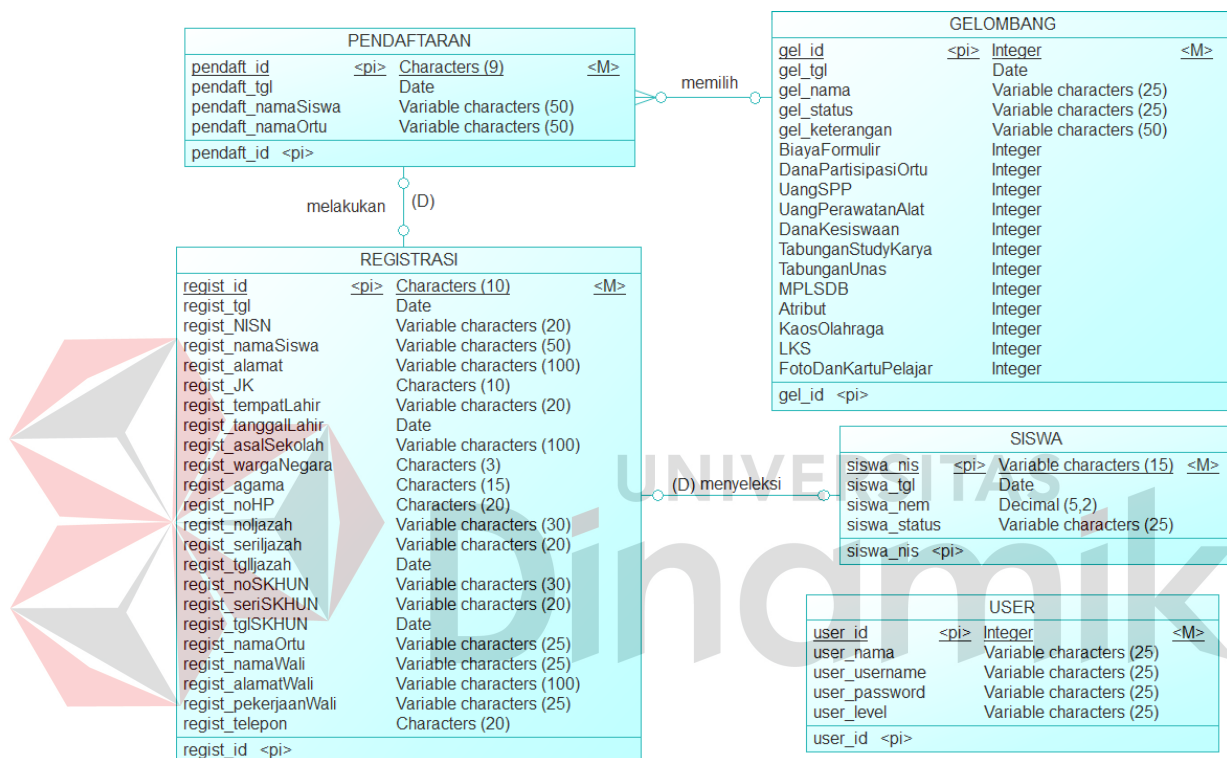 PENDAFTARAN
pendaft_id <pi> Characters (9) <M>
pendaft_tgl Date
pendaft_namaSiswa Variable characters (50)
pendaft_namaOrtu Variable characters (50)
pendaft_id <pi>
memilih
GELOMBANG
gel_id <pi> Integer <M>
gel_tgl Date
gel_nama Variable characters (25)
gel_status Variable characters (25)
gel_keterangan Variable characters (50)
BiayaFormulir Integer
DanaPartisipasiOrtu Integer
UangSPP Integer
UangPerawatanAlat Integer
DanaKesiswaan Integer
TabunganStudyKarya Integer
TabunganUnas Integer
MPLSDB Integer
Atribut Integer
KaosOlahraga Integer
LKS Integer
FotoDanKartuPelajar Integer
gel_id <pi>
melakukan (D)
REGISTRASI
regist_id <pi> Characters (10) <M>
regist_tgl Date
regist_NISN Variable characters (20)
regist_namaSiswa Variable characters (50)
regist_alamat Variable characters (100)
regist_JK Characters (10)
regist_tempatLahir Variable characters (20)
regist_tanggalLahir Date
regist_asalSekolah Variable characters (100)
regist_wargaNegara Characters (3)
regist_agama Characters (15)
regist_noHP Characters (20)
regist_noIjazah Variable characters (30)
regist_seriIjazah Variable characters (20)
regist_tglIjazah Date
regist_noSKHUN Variable characters (30)
regist_seriSKHUN Variable characters (20)
regist_tglSKHUN Date
regist_namaOrtu Variable characters (25)
regist_namaWali Variable characters (25)
regist_alamatWali Variable characters (100)
regist_pekerjaanWali Variable characters (25)
regist_telepon Characters (20)
regist_id <pi>
(D) menyeleksi
SISWA
siswa_nis <pi> Variable characters (15) <M>
siswa_tgl Date
siswa_nem Decimal (5,2)
siswa_status Variable characters (25)
siswa_nis <pi>
USER
user_id <pi> Integer <M>
user_nama Variable characters (25)
user_username Variable characters (25)
user_password Variable characters (25)
user_level Variable characters (25)
user_id <pi>
UNIVERSITAS
Dinamik